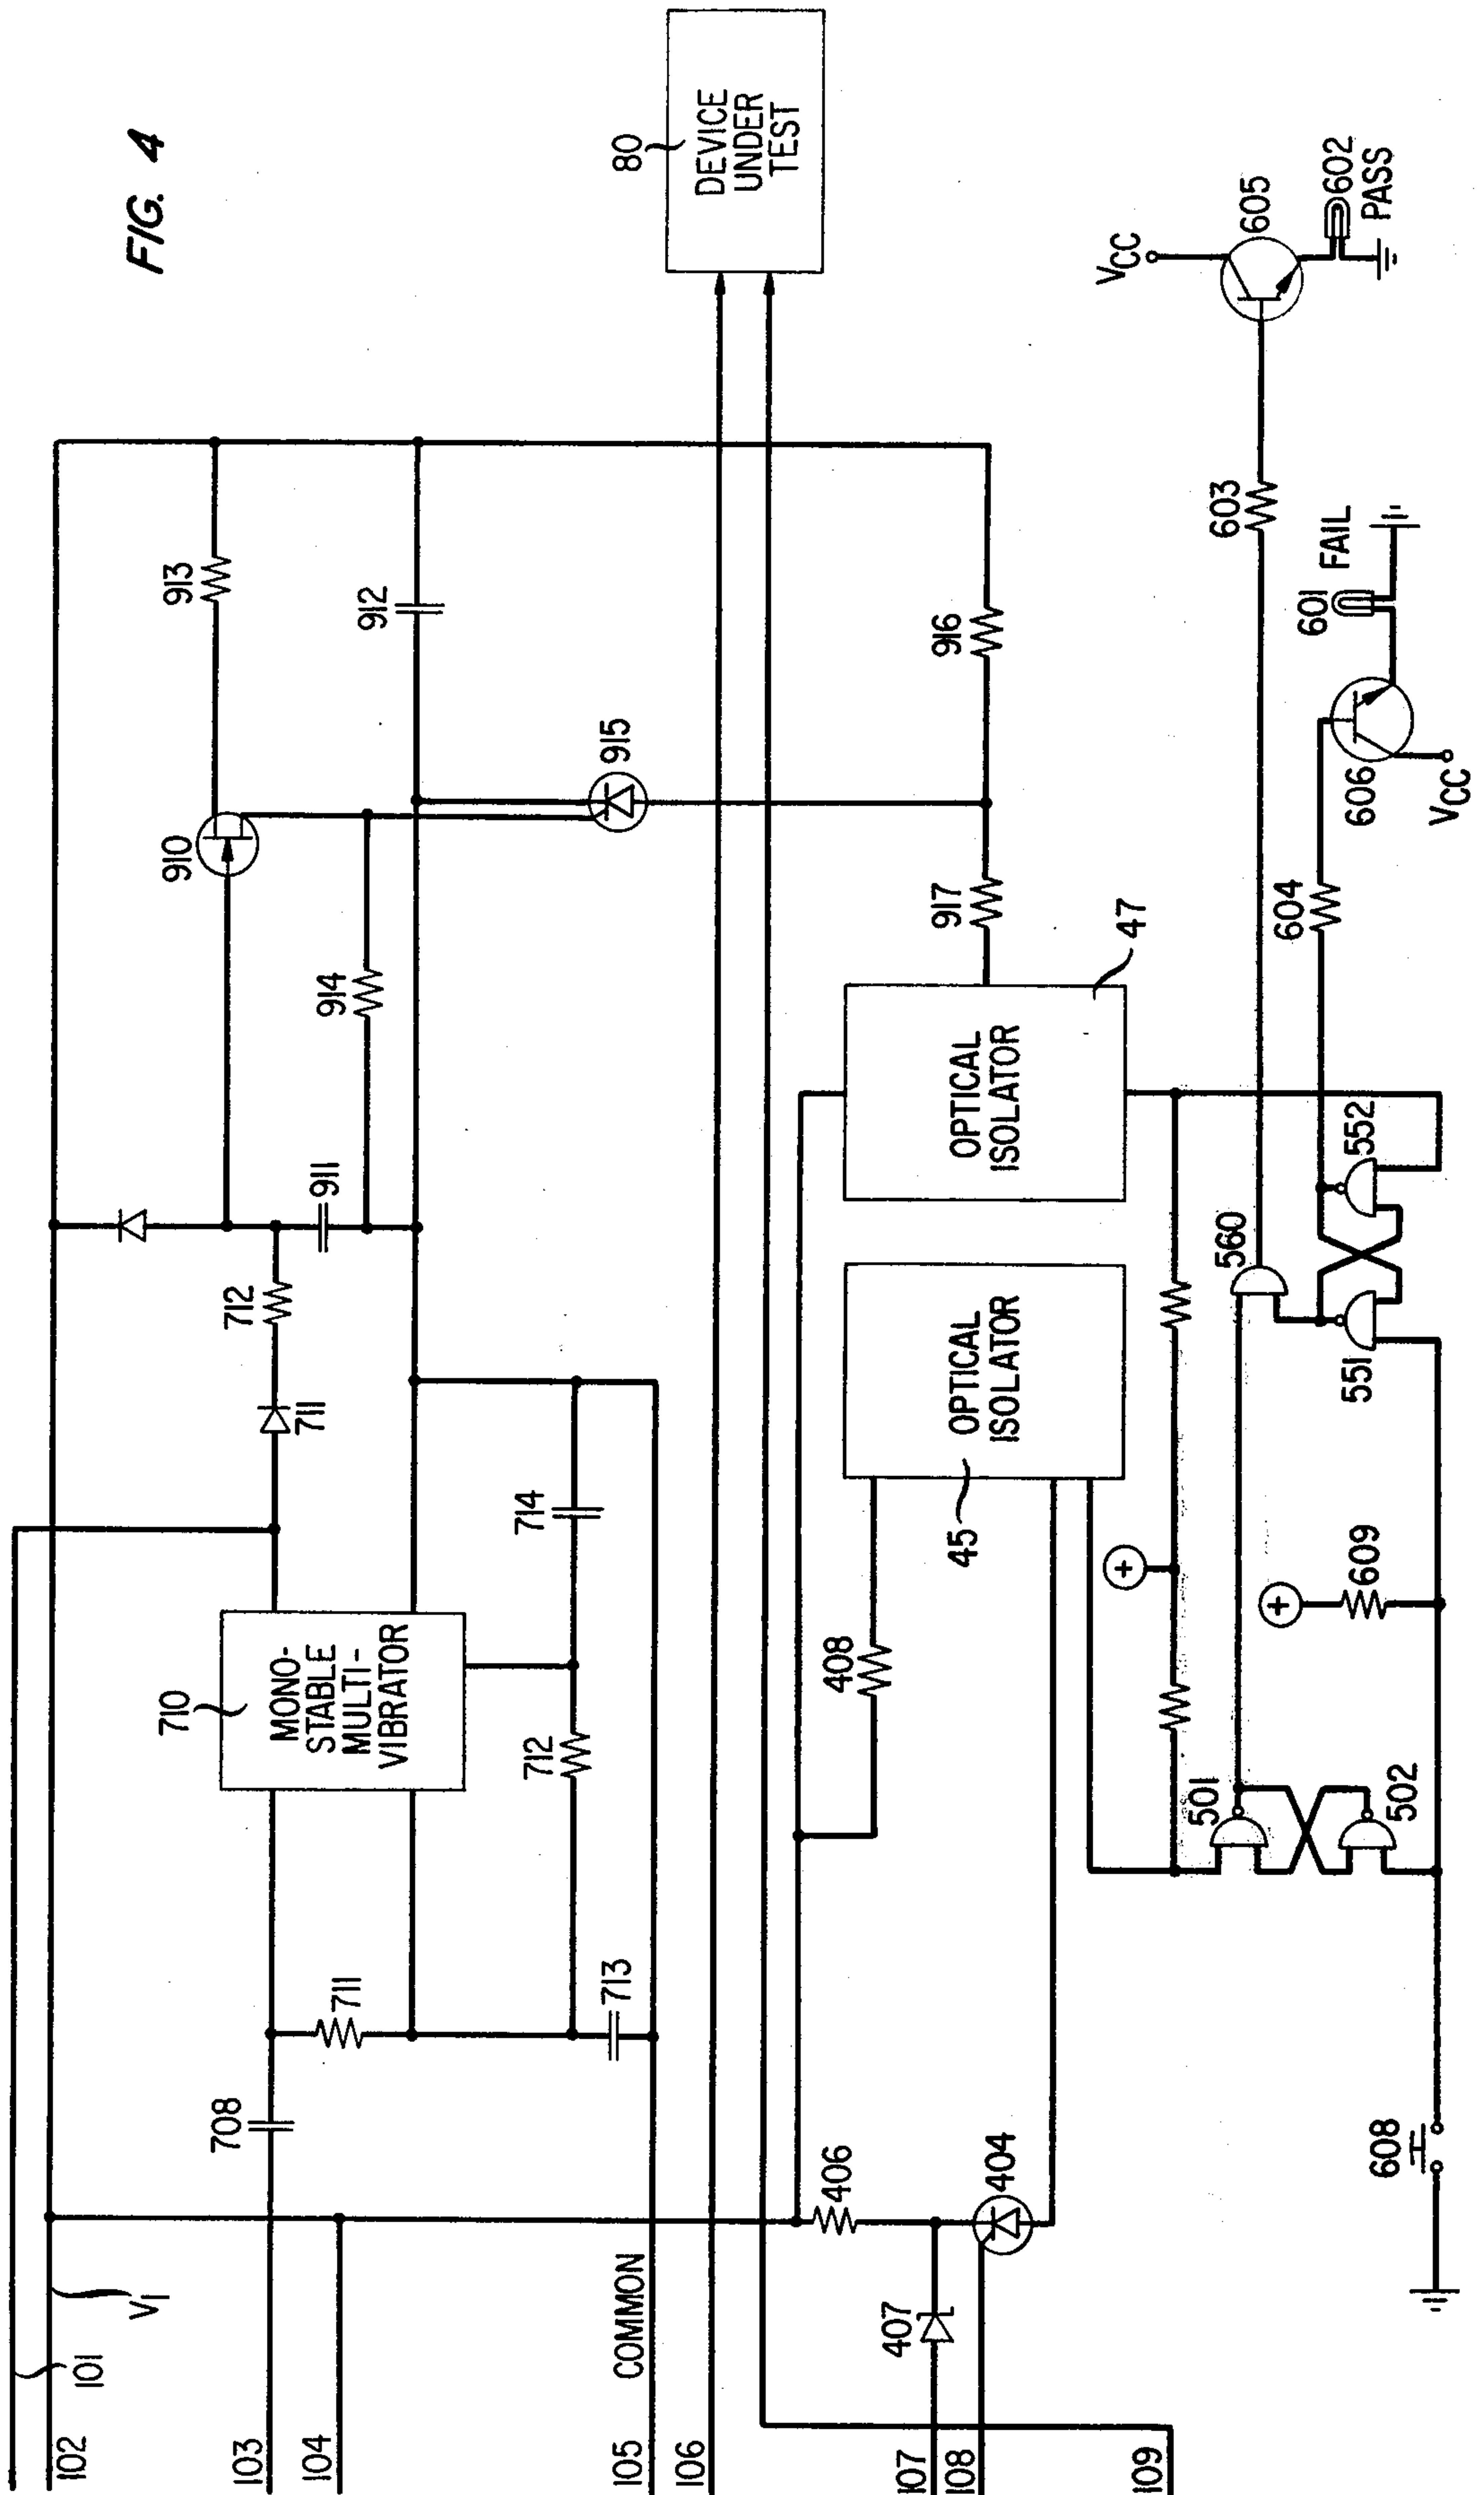 FIG. 4
101
102
V1
103
104
105
COMMON
106
107
108
109
708
711
710
MONO-
STABLE
MULTI-
VIBRATOR
712
713
714
711
712
911
910
913
914
912
915
916
917
80
DEVICE
UNDER
TEST
406
407
404
408
45
OPTICAL
ISOLATOR
47
OPTICAL
ISOLATOR
+
+
609
608
501
502
560
551
552
603
604
605
VCC
602
PASS
606
VCC
601
FAIL